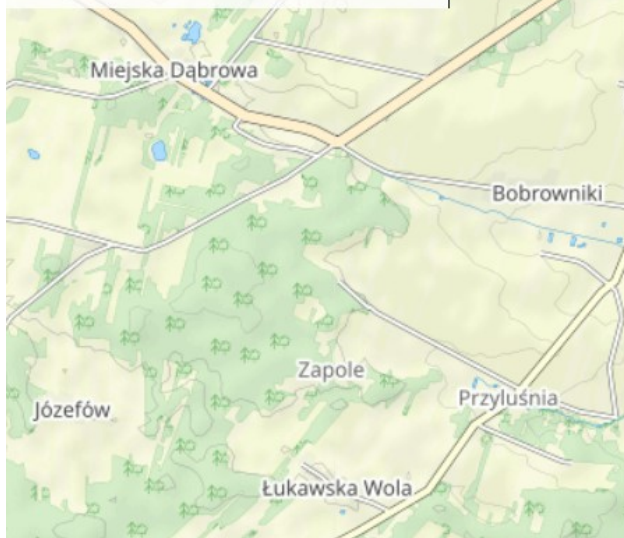 Miejska Dąbrowa
Bobrowniki
Zapole
Przyluśnia
Józefów
Łukawska Wola